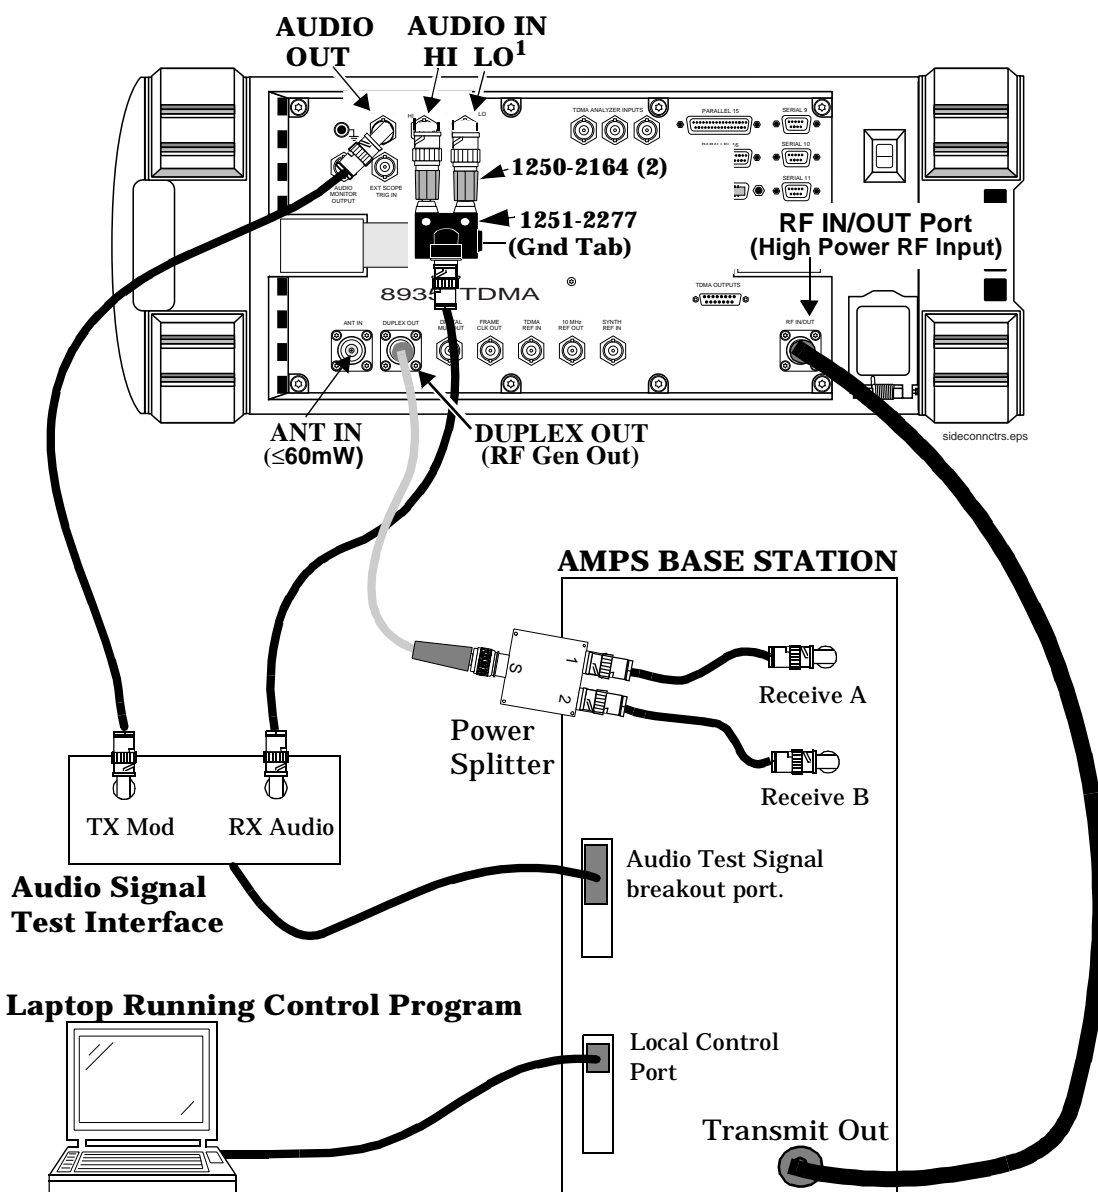 AUDIO OUT
AUDIO IN
HI LO1
HI
LO
TDMA ANALYZER INPUTS
PARALLEL 15
SERIAL 9
SERIAL 10
SERIAL 11
AUDIO
MONITOR
OUTPUT
EXT SCOPE
TRIG IN
1250-2164 (2)
1251-2277
(Gnd Tab)
RF IN/OUT Port
(High Power RF Input)
TDMA OUTPUTS
TDMA
ANT IN
DUPLEX OUT
FRAME
CLK OUT
TDMA
REF IN
10 MHz
REF OUT
SYNTH
REF IN
RF IN/OUT
ANT IN
(≤60mW)
DUPLEX OUT
(RF Gen Out)
sideconnctrs.eps
AMPS BASE STATION
S
1
2
Power
Splitter
Receive A
Receive B
TX Mod
RX Audio
Audio Signal
Test Interface
Audio Test Signal
breakout port.
Laptop Running Control Program
Local Control
Port
Transmit Out